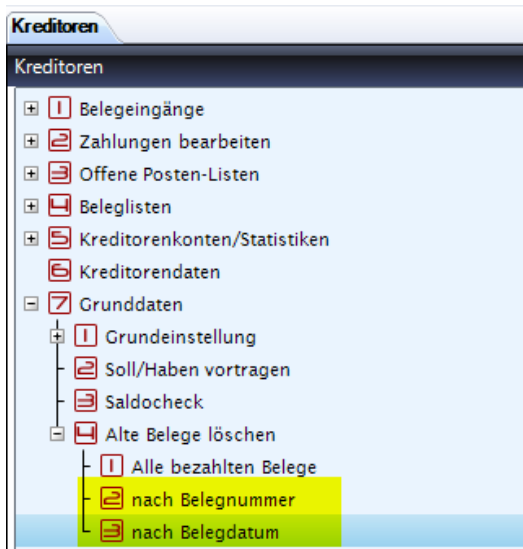 Kreditoren
Kreditoren
1 Belegeingänge
2 Zahlungen bearbeiten
3 Offene Posten-Listen
4 Beleglisten
5 Kreditorenkonten/Statistiken
6 Kreditorendaten
7 Grunddaten
1 Grundeinstellung
2 Soll/Haben vortragen
3 Saldocheck
4 Alte Belege löschen
1 Alle bezahlten Belege
2 nach Belegnummer
3 nach Belegdatum